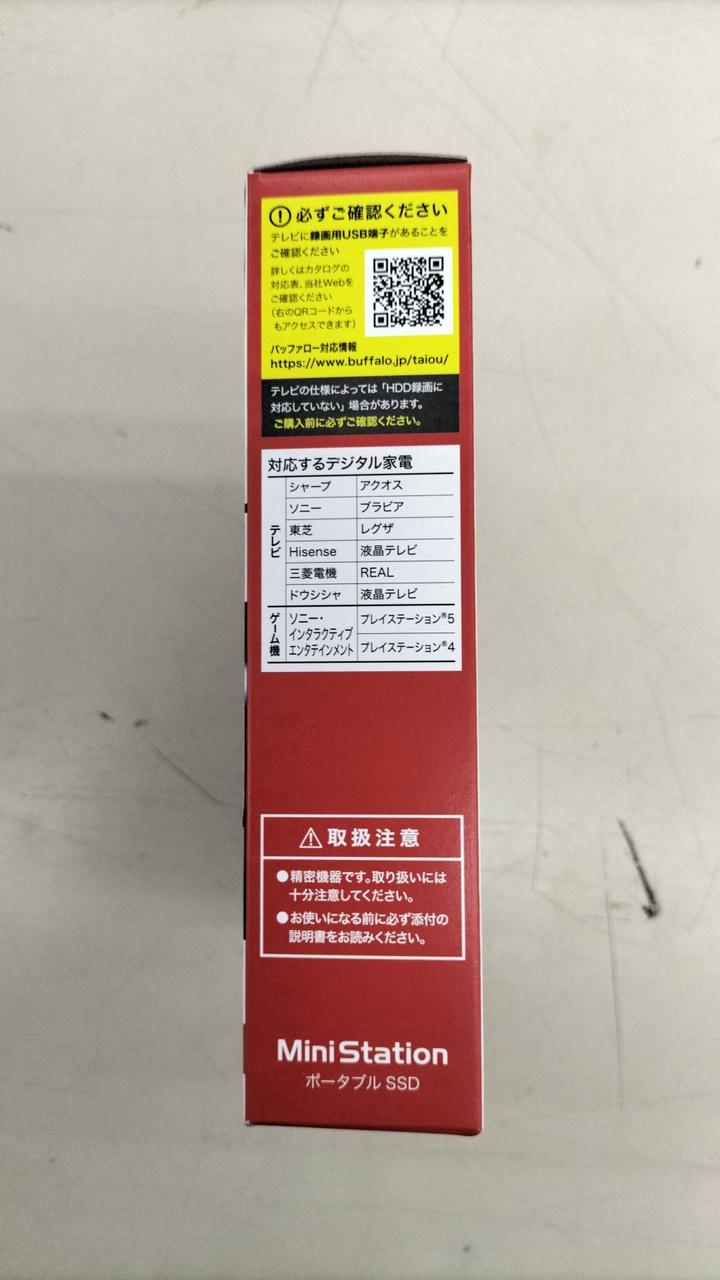 必ずご確認ください
テレビに録画用USB端子があることを
ご確認ください
詳しくはカタログの
対応表、当社Webを
ご確認ください
（右のQRコードから
もアクセスできます）
バッファロー対応情報
https://www.buffalo.jp/taiou/
テレビの仕様によっては「HDD録画に
対応していない」場合があります。
ご購入前に必ずご確認ください。
対応するデジタル家電
テレビ
シャープ アクオス
ソニー ブラビア
東芝 レグザ
Hisense 液晶テレビ
三菱電機 REAL
ドウシシャ 液晶テレビ
ゲーム機
ソニー・
インタラクティブ
エンタテインメント
プレイステーション®5
プレイステーション®4
取扱注意
●精密機器です。取り扱いには
十分注意してください。
●お使いになる前に必ず添付の
説明書をお読みください。
MiniStation
ポータブル SSD